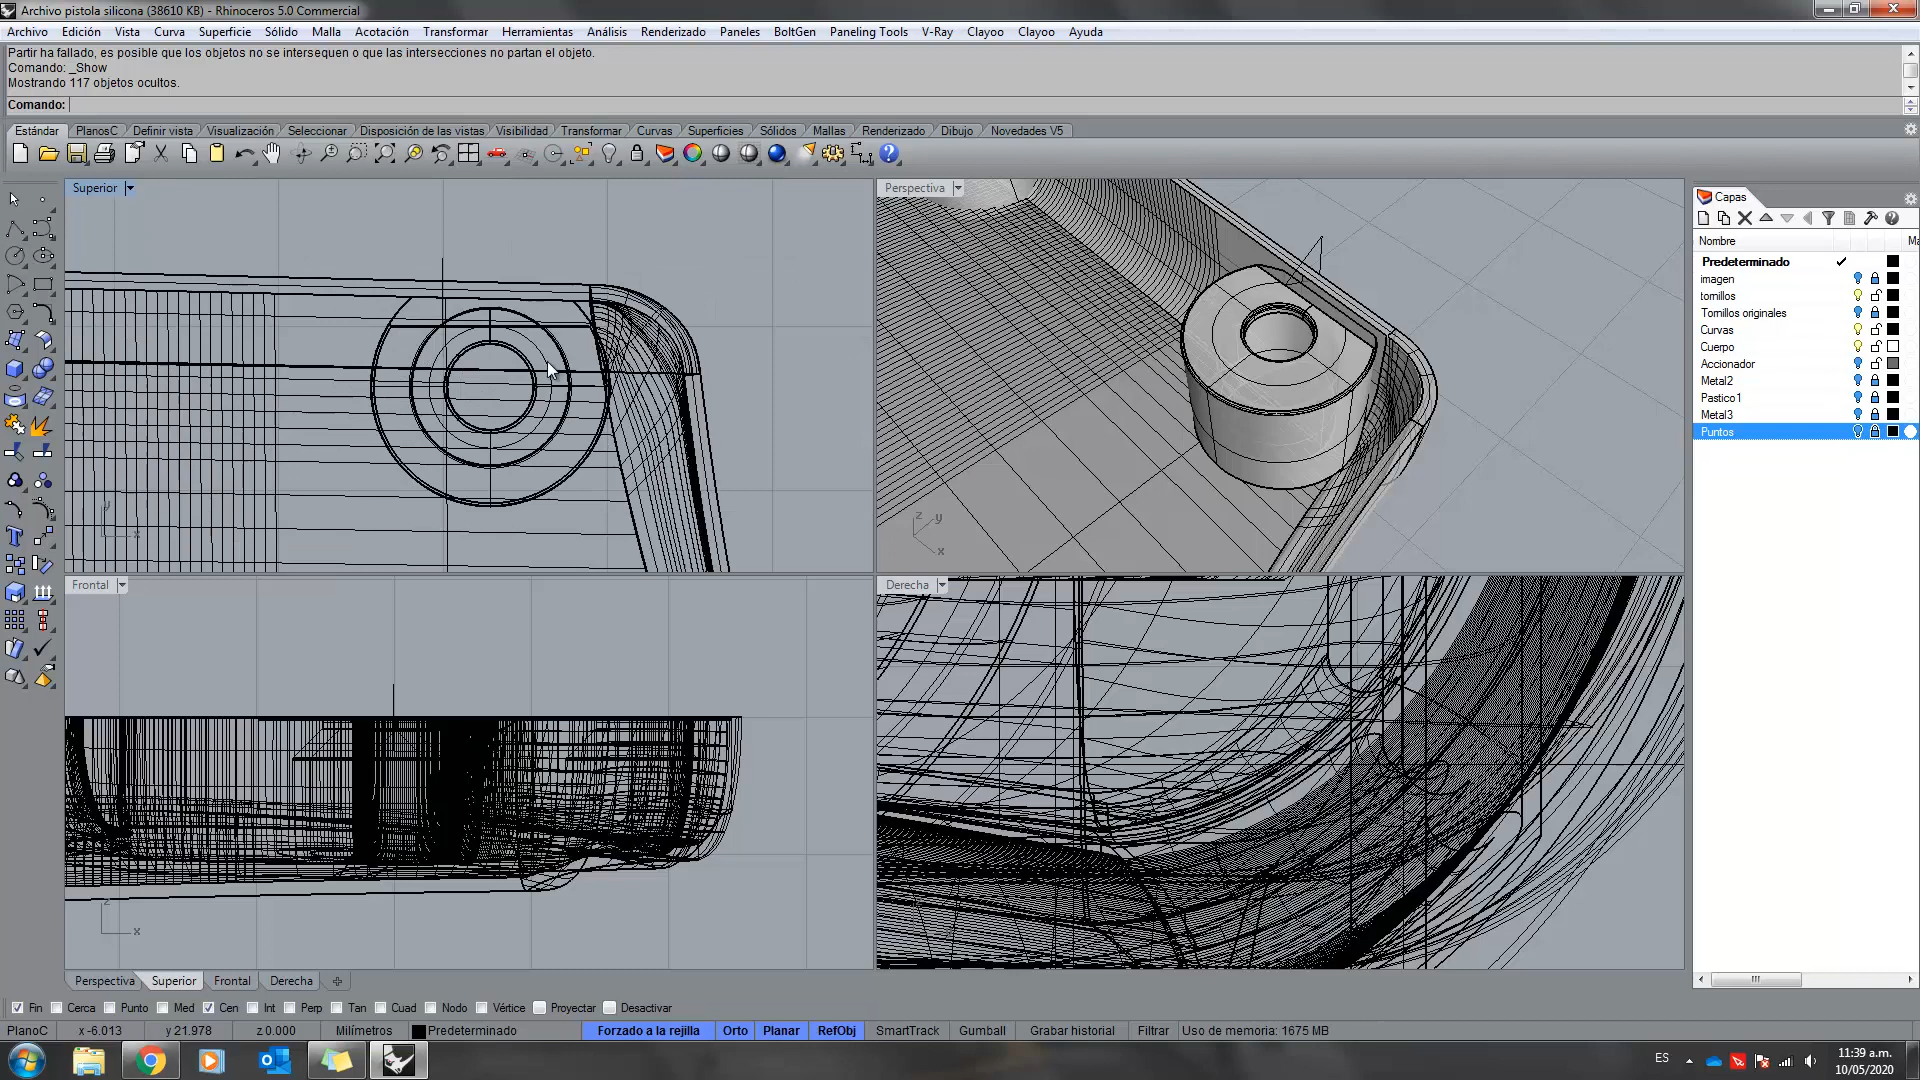 Archivo pistola silicona (38610 KB) - Rhinoceros 5.0 Commercial
Archivo Edición Vista Curva Superficie Sólido Malla Acotación Transformar Herramientas Análisis Renderizado Paneles BoltGen Paneling Tools V-Ray Clayoo Clayoo Ayuda
Partir ha fallado, es posible que los objetos no se intersequen o que las intersecciones no partan el objeto.
Comando: _Show
Mostrando 117 objetos ocultos.
Comando:
Estándar PlanosC Definir vista Visualización Seleccionar Disposición de las vistas Visibilidad Transformar Curvas Superficies Sólidos Mallas Renderizado Dibujo Novedades V5
Superior
Perspectiva
Capas
Nombre
Predeterminado
imagen
tornillos
Tornillos originales
Curvas
Cuerpo
Accionador
Metal2
Pastico1
Metal3
Puntos
z y
x
y
x
Frontal
Derecha
z
x
Perspectiva Superior Frontal Derecha
Fin Cerca Punto Med Cen Int Perp Tan Cuad Nodo Vértice Proyectar Desactivar
PlanoC x -6.013 y 21.978 z 0.000 Milímetros Predeterminado Forzado a la rejilla Orto Planar RefObj SmartTrack Gumball Grabar historial Filtrar Uso de memoria: 1675 MB
ES
11:39 a.m.
10/05/2020